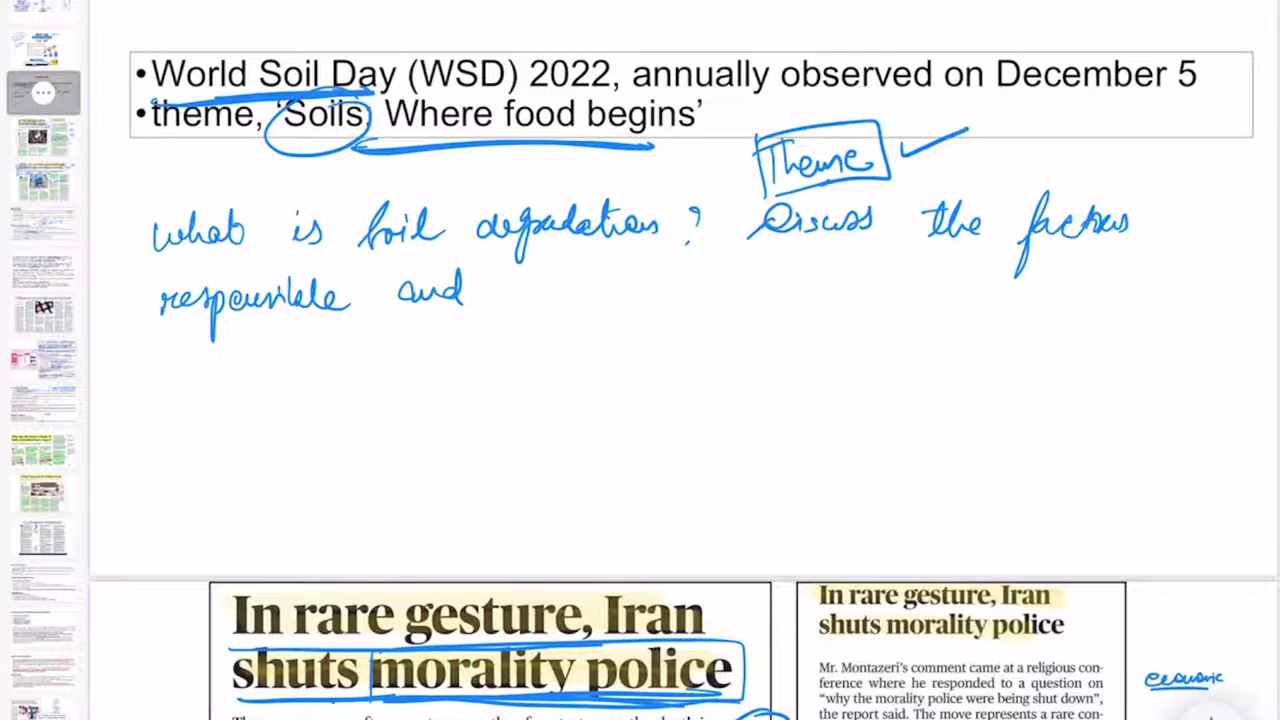 •World Soil Day (WSD) 2022, annually observed on December 5
•theme, ‘Soils, Where food begins’
Theme
what is soil degradation? Discuss the factors
responsible and
In rare gesture, Iran
shuts morality police
In rare gesture, Iran
shuts morality police
Mr. Montazeri's comment came at a religious con-
ference where he responded to a question on
“why the morality police were being shut down”,
the report said. The move represents a rare con-
economic